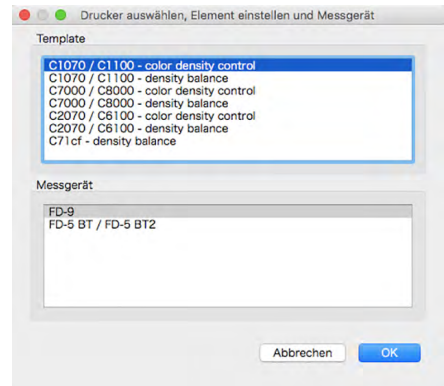 Drucker auswählen, Element einstellen und Messgerät
Template
C1070 / C1100 - color density control
C1070 / C1100 - density balance
C7000 / C8000 - color density control
C7000 / C8000 - density balance
C2070 / C6100 - color density control
C2070 / C6100 - density balance
C71cf - density balance
Messgerät
FD-9
FD-5 BT / FD-5 BT2
Abbrechen
OK